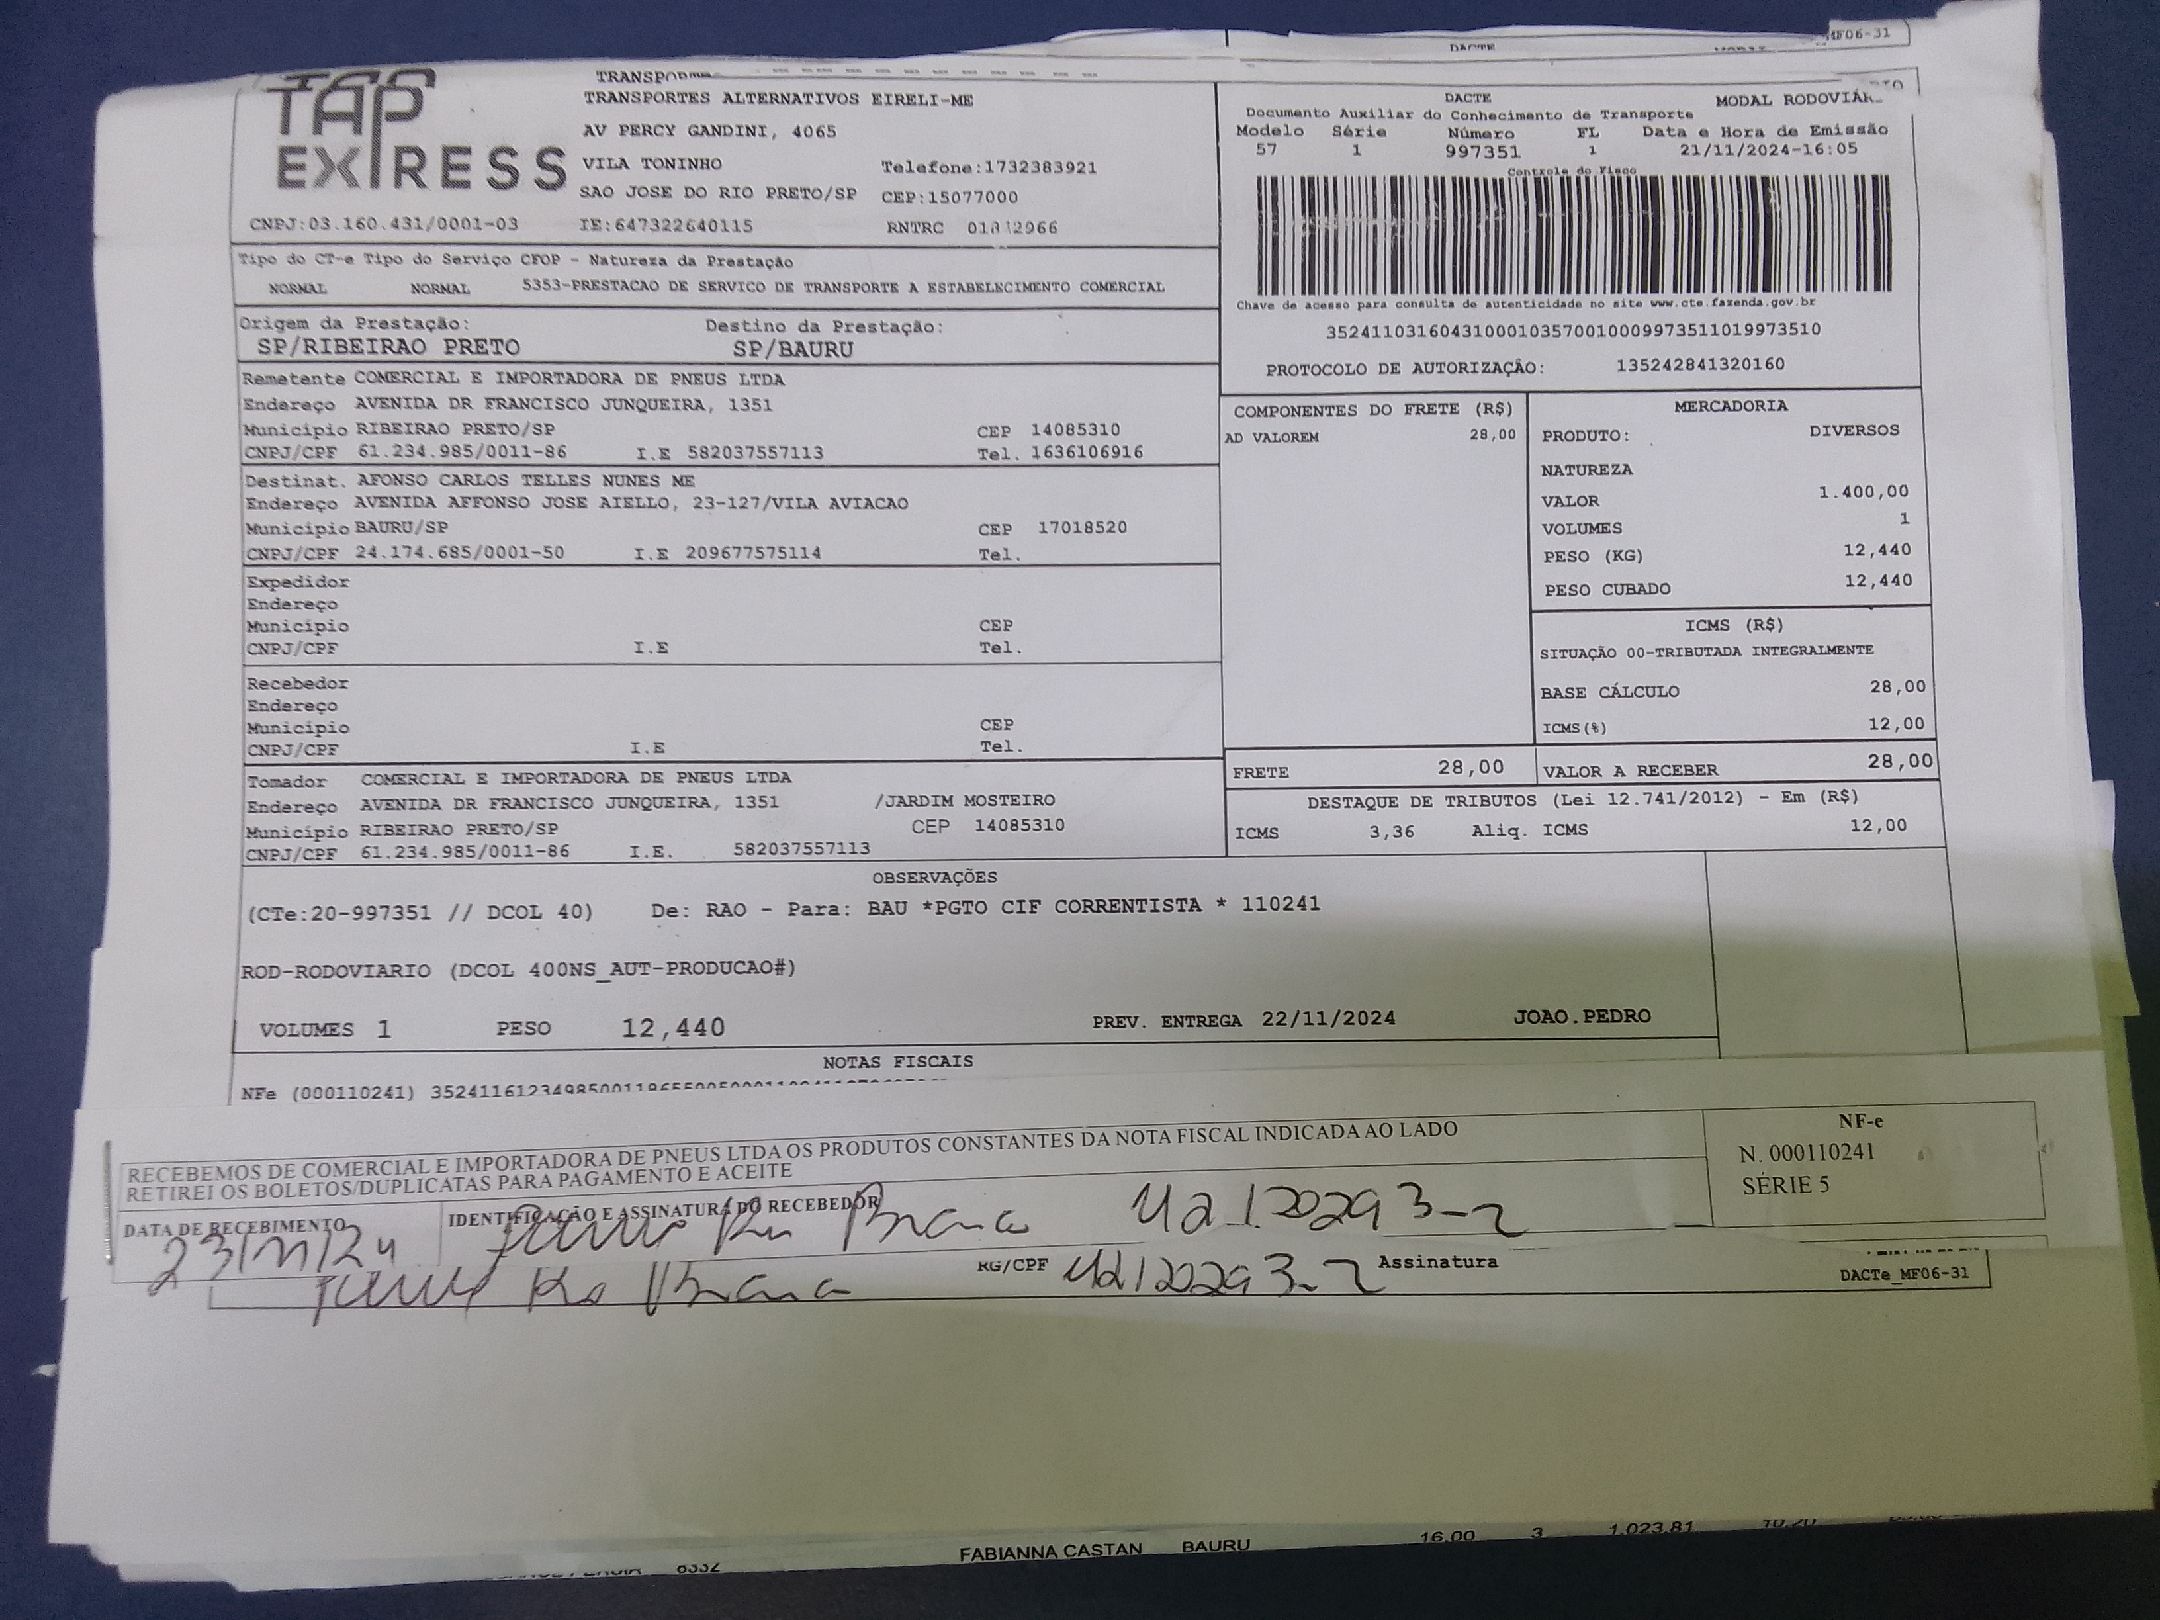 DACTE
MF06-31
TAP EXPRESS
TRANSPORTES ALTERNATIVOS EIRELI-ME
AV PERCY GANDINI, 4065
VILA TONINHO Telefone:1732383921
SAO JOSE DO RIO PRETO/SP CEP:15077000
CNPJ:03.160.431/0001-03 IE:647322640115 RNTRC
DACTE MODAL RODOVIÁR
Documento Auxiliar do Conhecimento de Transporte
Modelo Série Número FL Data e Hora de Emissão
57 1 997351 1 21/11/2024-16:05
Controle do Fisco
Chave de acesso para consulta de autenticidade no site www.cte.fazenda.gov.br
35241103160431000103570010009973511019973510
PROTOCOLO DE AUTORIZAÇÃO: 135242841320160
Tipo do CT-e Tipo do Serviço CFOP - Natureza da Prestação
NORMAL NORMAL 5353-PRESTACAO DE SERVICO DE TRANSPORTE A ESTABELECIMENTO COMERCIAL
Origem da Prestação: Destino da Prestação:
SP/RIBEIRAO PRETO SP/BAURU
Remetente COMERCIAL E IMPORTADORA DE PNEUS LTDA
Endereço AVENIDA DR FRANCISCO JUNQUEIRA, 1351
Município RIBEIRAO PRETO/SP CEP 14085310
CNPJ/CPF 61.234.985/0011-86 I.E 582037557113 Tel. 1636106916
Destinat. AFONSO CARLOS TELLES NUNES ME
Endereço AVENIDA AFFONSO JOSE AIELLO, 23-127/VILA AVIACAO
Município BAURU/SP CEP 17018520
CNPJ/CPF 24.174.685/0001-50 I.E 209677575114 Tel.
Expedidor
Endereço
Município CEP
CNPJ/CPF I.E Tel.
Recebedor
Endereço
Município CEP
CNPJ/CPF I.E Tel.
Tomador COMERCIAL E IMPORTADORA DE PNEUS LTDA
Endereço AVENIDA DR FRANCISCO JUNQUEIRA, 1351 /JARDIM MOSTEIRO
Município RIBEIRAO PRETO/SP CEP 14085310
CNPJ/CPF 61.234.985/0011-86 I.E. 582037557113
COMPONENTES DO FRETE (R$)
AD VALOREM 28,00
MERCADORIA
PRODUTO: DIVERSOS
NATUREZA
VALOR 1.400,00
VOLUMES 1
PESO (KG) 12,440
PESO CUBADO 12,440
ICMS (R$)
SITUAÇÃO 00-TRIBUTADA INTEGRALMENTE
BASE CÁLCULO 28,00
ICMS(%) 12,00
FRETE 28,00 VALOR A RECEBER 28,00
DESTAQUE DE TRIBUTOS (Lei 12.741/2012) - Em (R$)
ICMS 3,36 Aliq. ICMS 12,00
OBSERVAÇÕES
(CTe:20-997351 // DCOL 40) De: RAO - Para: BAU *PGTO CIF CORRENTISTA * 110241
ROD-RODOVIARIO (DCOL 400NS_AUT-PRODUCAO#)
VOLUMES 1 PESO 12,440 PREV. ENTREGA 22/11/2024 JOAO.PEDRO
NOTAS FISCAIS
NFe (000110241)
RECEBEMOS DE COMERCIAL E IMPORTADORA DE PNEUS LTDA OS PRODUTOS CONSTANTES DA NOTA FISCAL INDICADA AO LADO
RETIREI OS BOLETOS/DUPLICATAS PARA PAGAMENTO E ACEITE
DATA DE RECEBIMENTO IDENTIFICAÇÃO E ASSINATURA DO RECEBEDOR
23/11/24
NF-e
N. 000110241
SÉRIE 5
RG/CPF Assinatura
DACTe_MF06-31
FABIANNA CASTAN BAURU 16,00 3 1.023,81